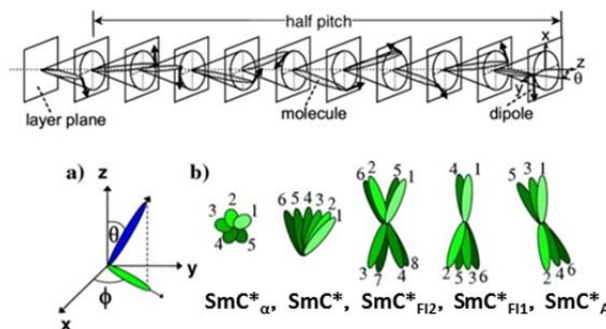 half pitch
layer plane
molecule
dipole
x
z
y
θ
a)
z
θ
y
ϕ
x
b)
2
3 1
4 5
6 5 4 3 2 1
6 2 5 1
3 7 4 8
4 1
2 5 3 6
5 3 1
2 4 6
SmC*α, SmC*, SmC*FI2, SmC*FI1, SmC*A